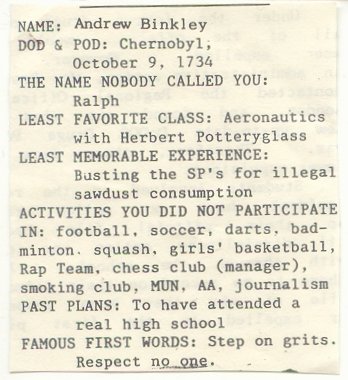 NAME: Andrew Binkley
DOD & POD: Chernobyl,
October 9, 1734
THE NAME NOBODY CALLED YOU:
Ralph
LEAST FAVORITE CLASS: Aeronautics
with Herbert Potteryglass
LEAST MEMORABLE EXPERIENCE:
Busting the SP's for illegal
sawdust consumption
ACTIVITIES YOU DID NOT PARTICIPATE
IN: football, soccer, darts, bad-
minton, squash, girls' basketball,
Rap Team, chess club (manager),
smoking club, MUN, AA, journalism
PAST PLANS: To have attended a
real high school
FAMOUS FIRST WORDS: Step on grits.
Respect no one.